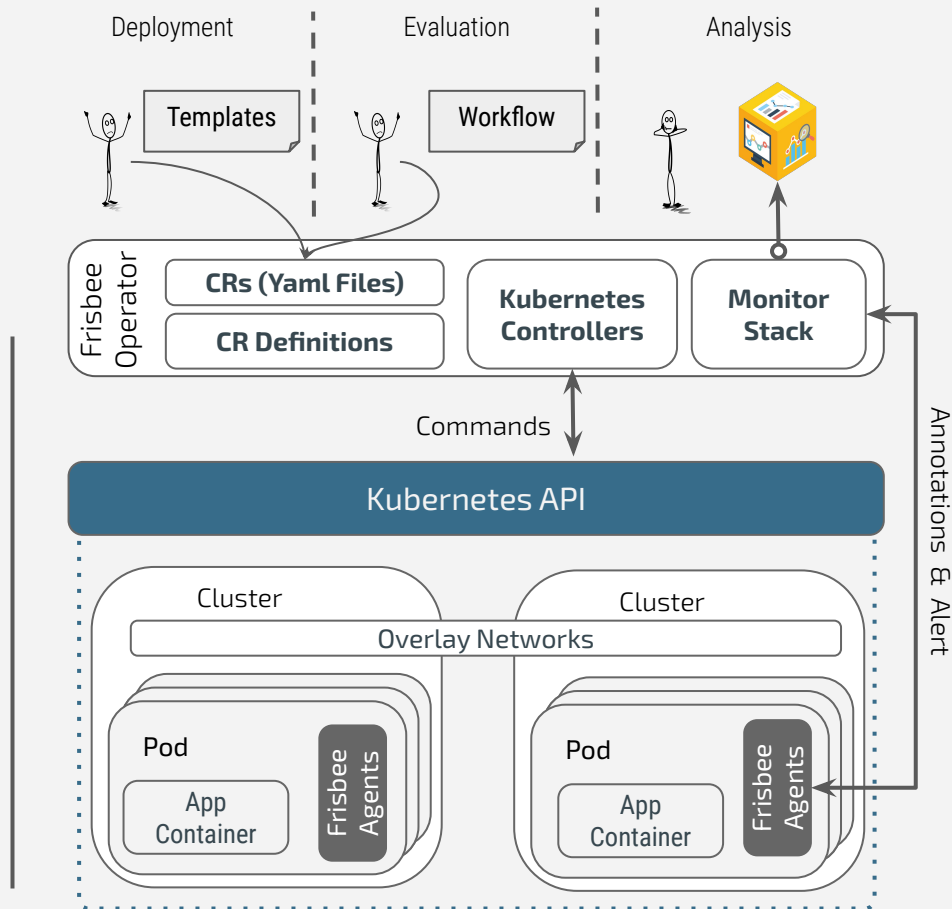 Deployment
Evaluation
Analysis
Templates
Workflow
Frisbee
Operator
CRs (Yaml Files)
CR Definitions
Kubernetes
Controllers
Monitor
Stack
Commands
Annotations & Alert
Kubernetes API
Cluster
Cluster
Overlay Networks
Pod
App
Container
Frisbee
Agents
Pod
App
Container
Frisbee
Agents